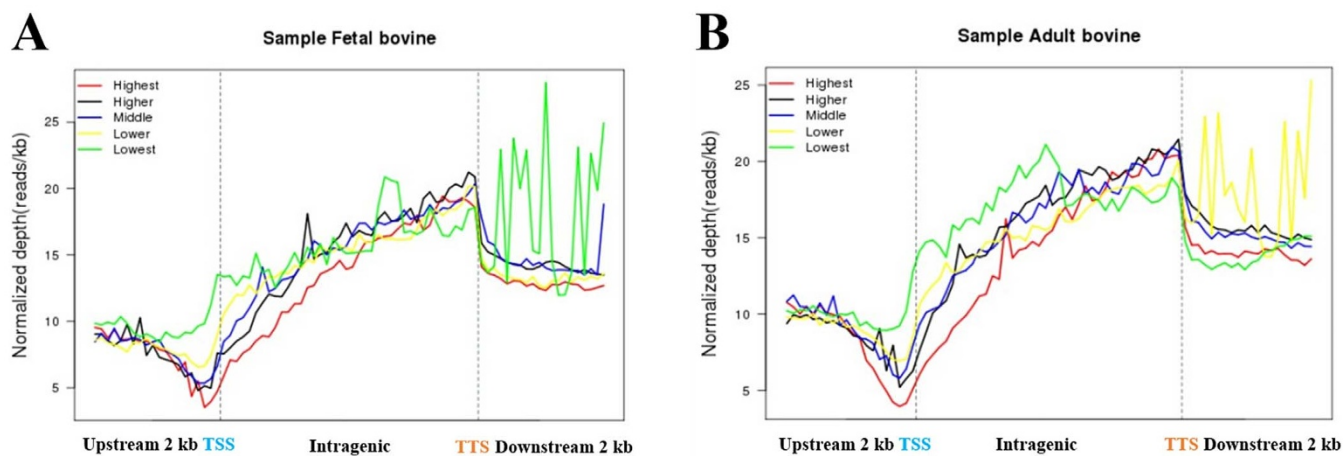 A
Sample Fetal bovine
Normalized depth(reads/kb)
25
20
15
10
5
Highest
Higher
Middle
Lower
Lowest
Upstream 2 kb TSS Intragenic TTS Downstream 2 kb
B
Sample Adult bovine
Normalized depth(reads/kb)
25
20
15
10
5
Highest
Higher
Middle
Lower
Lowest
Upstream 2 kb TSS Intragenic TTS Downstream 2 kb